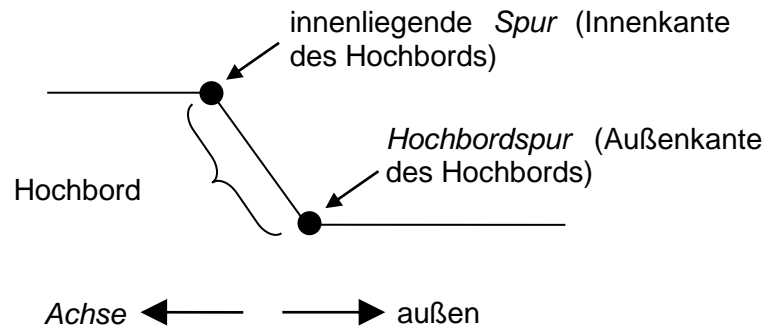 innenliegende Spur (Innenkante
des Hochbords)
Hochbordspur (Außenkante
des Hochbords)
Hochbord
Achse
außen